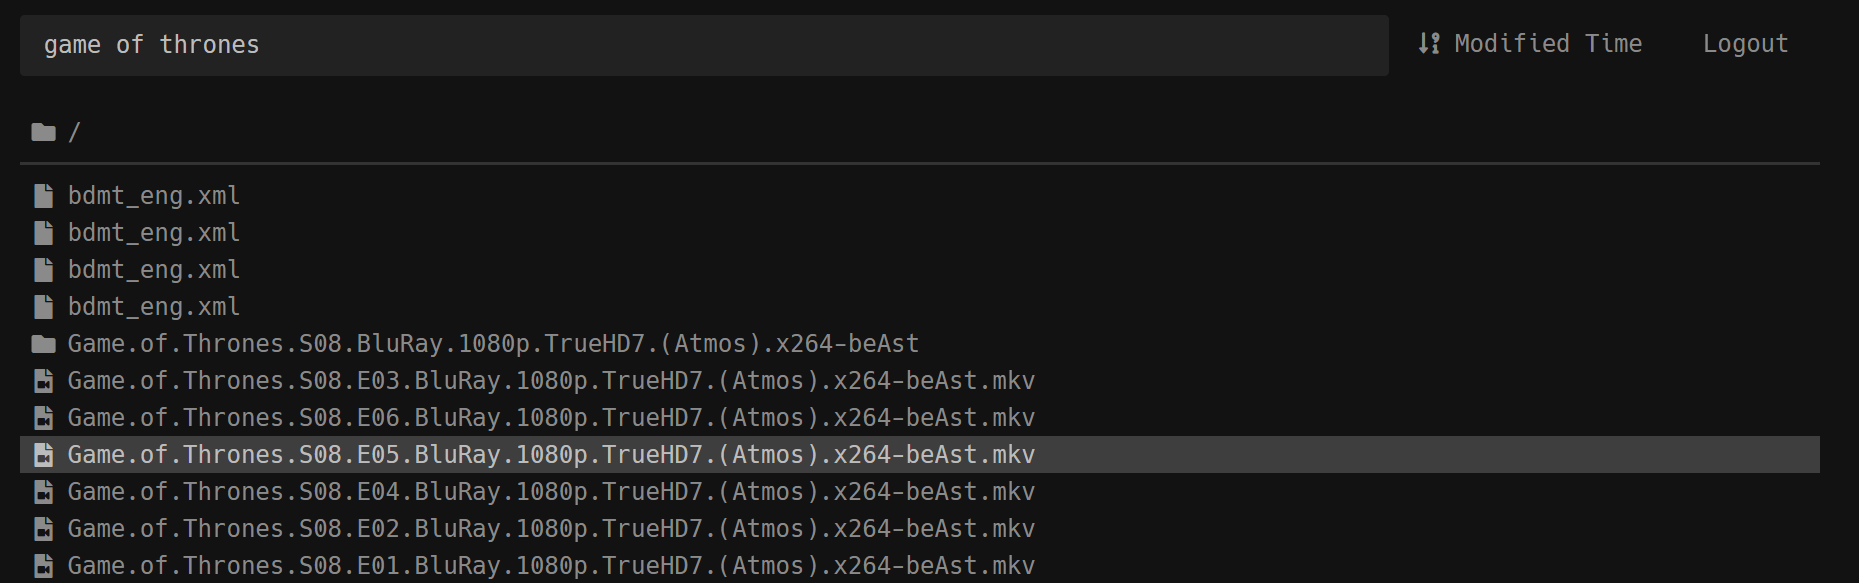 game of thrones
Modified Time Logout
/
bdmt_eng.xml
bdmt_eng.xml
bdmt_eng.xml
bdmt_eng.xml
Game.of.Thrones.S08.BluRay.1080p.TrueHD7.(Atmos).x264-beAst
Game.of.Thrones.S08.E03.BluRay.1080p.TrueHD7.(Atmos).x264-beAst.mkv
Game.of.Thrones.S08.E06.BluRay.1080p.TrueHD7.(Atmos).x264-beAst.mkv
Game.of.Thrones.S08.E05.BluRay.1080p.TrueHD7.(Atmos).x264-beAst.mkv
Game.of.Thrones.S08.E04.BluRay.1080p.TrueHD7.(Atmos).x264-beAst.mkv
Game.of.Thrones.S08.E02.BluRay.1080p.TrueHD7.(Atmos).x264-beAst.mkv
Game.of.Thrones.S08.E01.BluRay.1080p.TrueHD7.(Atmos).x264-beAst.mkv